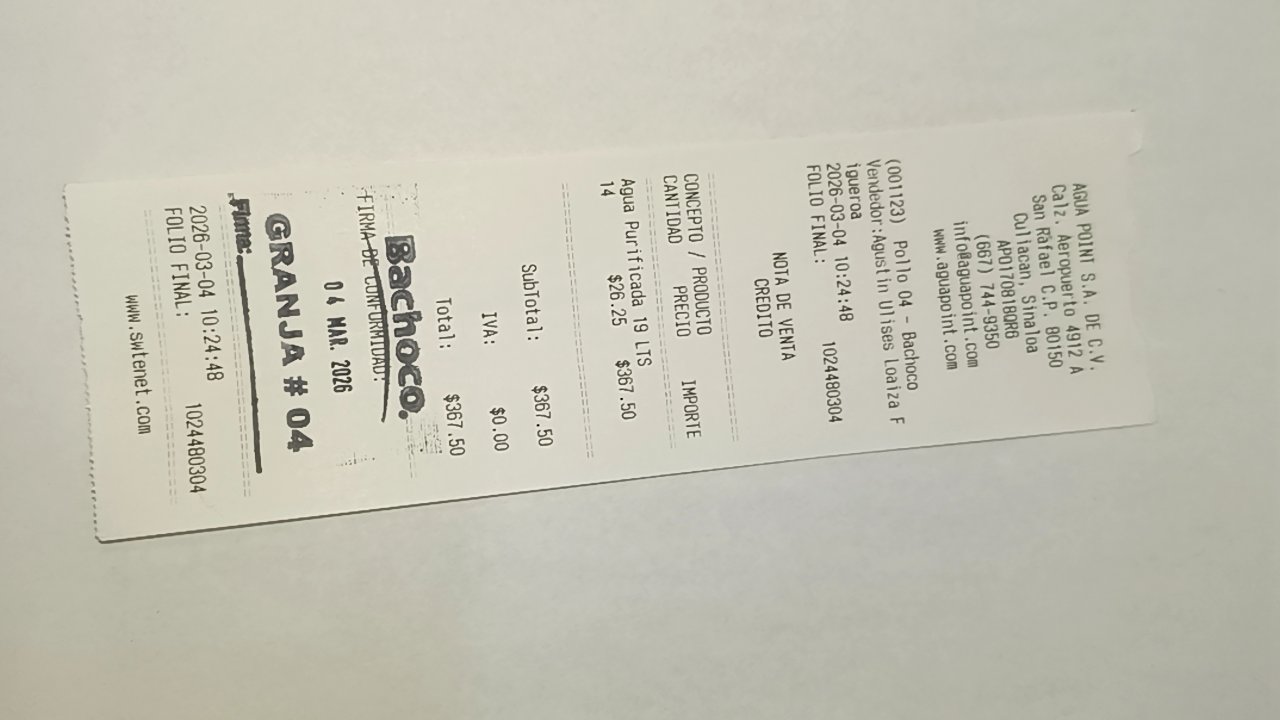 AGUA POINT S.A. DE C.V.
Calz. Aeropuerto 4912 A
San Rafael C.P. 80150
Culiacan, Sinaloa
APO170818QR6
(667) 744-9350
info@aguapoint.com
www.aguapoint.com
(001123) Pollo 04 - Bachoco
Vendedor:Agustin Ulises Loaiza F
igueroa
2026-03-04 10:24:48
FOLIO FINAL: 1024480304
NOTA DE VENTA
CREDITO
CONCEPTO / PRODUCTO
CANTIDAD PRECIO IMPORTE
Agua Purificada 19 LTS
14 $26.25 $367.50
SubTotal: $367.50
IVA: $0.00
Total: $367.50
Bachoco.
FIRMA DE CONFORMIDAD:
04 MAR. 2026
GRANJA # 04
Firma:
2026-03-04 10:24:48
FOLIO FINAL: 1024480304
www.swtenet.com